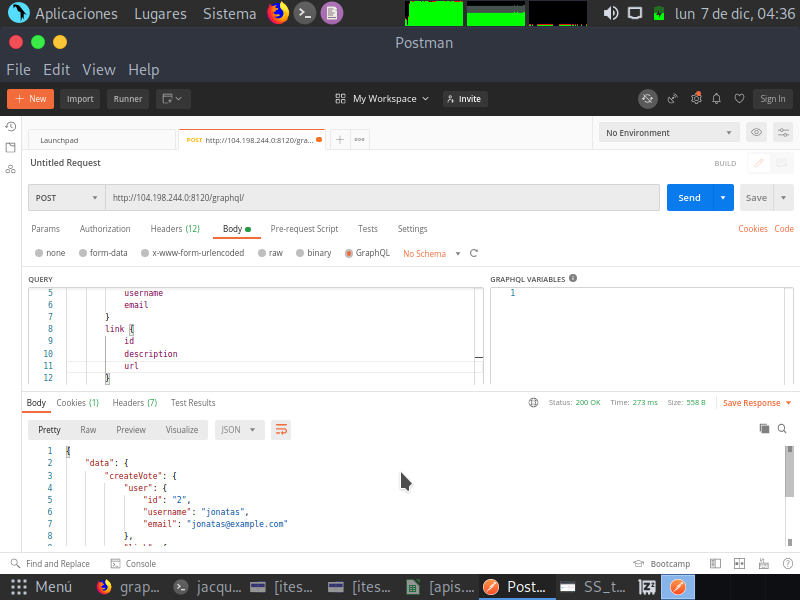 Aplicaciones Lugares Sistema lun 7 de dic, 04:36
Postman
File Edit View Help
+ New Import Runner My Workspace Invite Sign In
Launchpad POST http://104.198.244.0:8120/gra... + ••• No Environment
Untitled Request BUILD
POST http://104.198.244.0:8120/graphql/ Send Save
Params Authorization Headers (12) Body Pre-request Script Tests Settings Cookies Code
none form-data x-www-form-urlencoded raw binary GraphQL No Schema
QUERY GRAPHQL VARIABLES
5 username 1
6 email
7 }
8 link {
9 id
10 description
11 url
12 }
Body Cookies (1) Headers (7) Test Results Status: 200 OK Time: 273 ms Size: 558 B Save Response
Pretty Raw Preview Visualize JSON
1 {
2 "data": {
3 "createVote": {
4 "user": {
5 "id": "2",
6 "username": "jonatas",
7 "email": "jonatas@example.com"
8 },
Find and Replace Console Bootcamp
Menú grap... jacqu... [ites... [ites... [apis.... Post... SS_t...